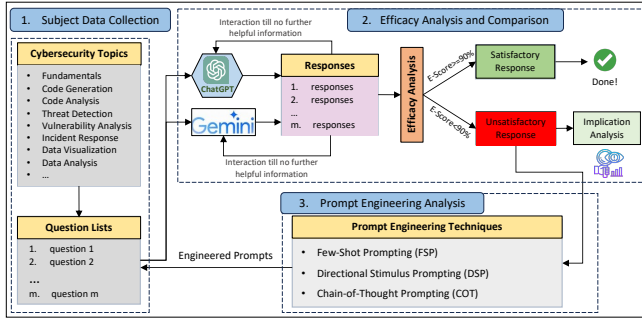 1. Subject Data Collection
Cybersecurity Topics
• Fundamentals
• Code Generation
• Code Analysis
• Threat Detection
• Vulnerability Analysis
• Incident Response
• Data Visualization
• Data Analysis
• ...
Question Lists
1. question 1
2. question 2
...
m. question m
2. Efficacy Analysis and Comparison
Interaction till no further
helpful information
ChatGPT
Gemini
Responses
1. responses
2. responses
...
m. responses
Interaction till no further
helpful information
Efficacy Analysis
E-Score>=90%
E-Score<90%
Satisfactory
Response
Done!
Unsatisfactory
Response
Implication
Analysis
3. Prompt Engineering Analysis
Prompt Engineering Techniques
• Few-Shot Prompting (FSP)
• Directional Stimulus Prompting (DSP)
• Chain-of-Thought Prompting (COT)
Engineered Prompts